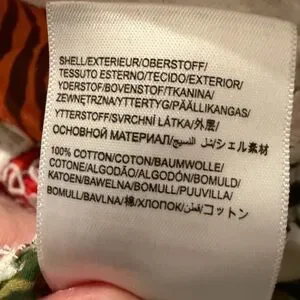 SHELL/EXTERIEUR/OBERSTOFF/
TESSUTO ESTERNO/TECIDO/EXTERIOR/
YDERSTOF/BOVENSTOF/TKANINA/
ZEWNĘTRZNA/YTTERTYG/PÄÄLLIKANGAS/
YTTERSTOFF/SVRCHNÍ LÁTKA/外层/
ОСНОВНОЙ МАТЕРИАЛ/نسل النسيج/シェル素材
100% COTTON/COTON/BAUMWOLLE/
COTONE/ALGODÃO/ALGODÓN/BOMULD/
KATOEN/BAWEŁNA/BOMULL/PUUVILLA/
BOMULL/BAVLNA/棉/ХЛОПОК/قطن/コットン